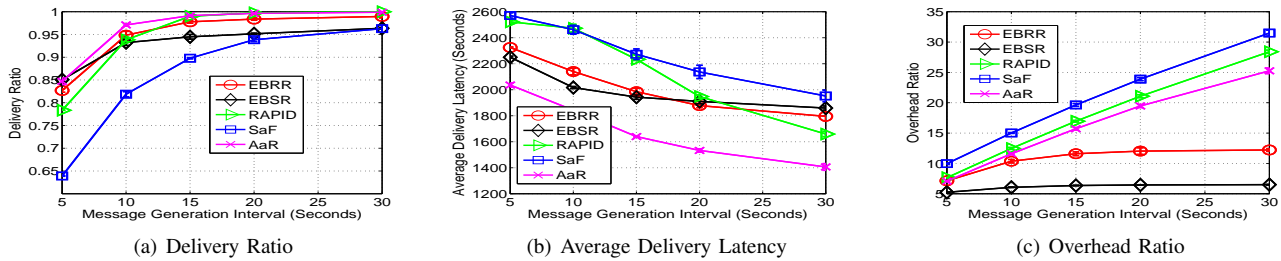 1
0.95
0.9
0.85
0.8
0.75
0.7
0.65
Delivery Ratio
EBRR
EBSR
RAPID
SaF
AaR
5 10 15 20 25 30
Message Generation Interval (Seconds)
(a) Delivery Ratio
2600
2400
2200
2000
1800
1600
1400
1200
Average Delivery Latency (Seconds)
EBRR
EBSR
RAPID
SaF
AaR
5 10 15 20 25 30
Message Generation Interval (Seconds)
(b) Average Delivery Latency
35
30
25
20
15
10
5
Overhead Ratio
EBRR
EBSR
RAPID
SaF
AaR
5 10 15 20 25 30
Message Generation Interval (Seconds)
(c) Overhead Ratio